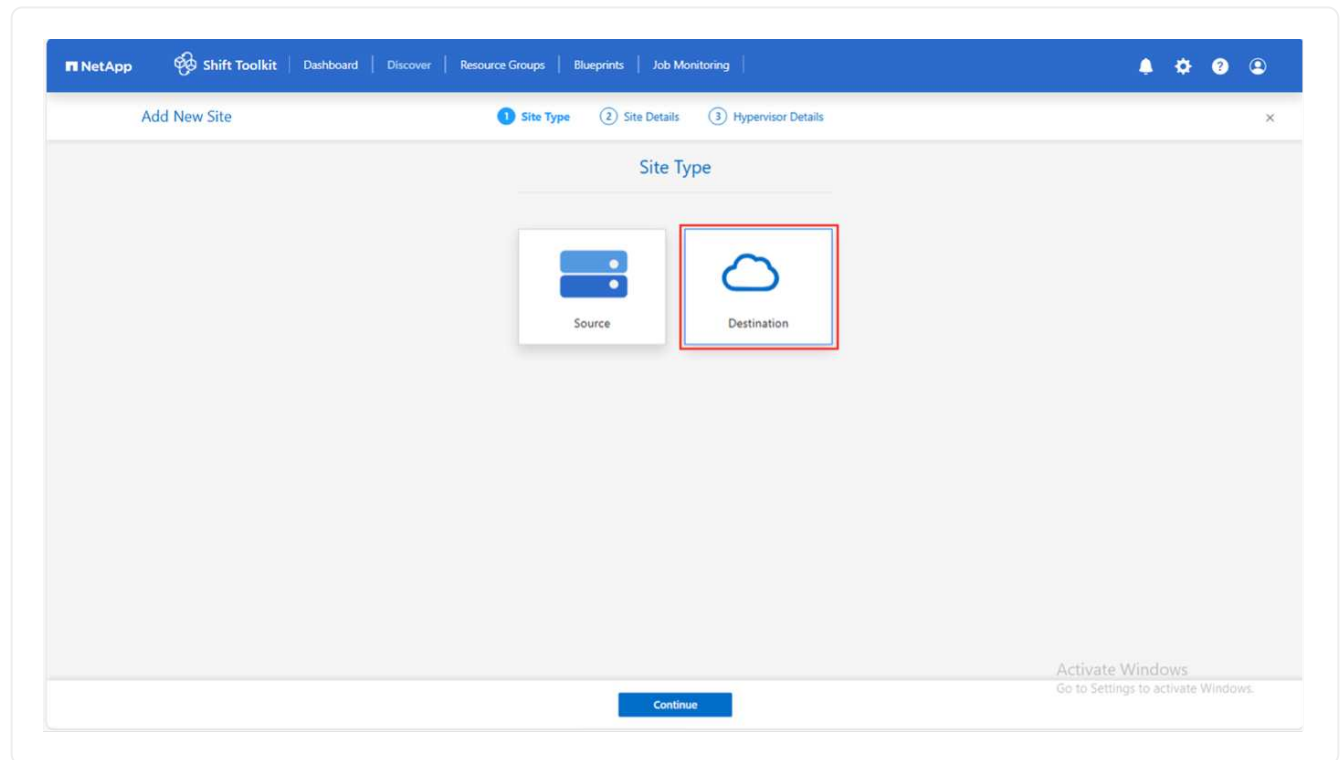 NetApp Shift Toolkit Dashboard Discover Resource Groups Blueprints Job Monitoring ?
Add New Site 1 Site Type 2 Site Details 3 Hypervisor Details ×
Site Type
Source Destination
Activate Windows
Go to Settings to activate Windows.
Continue